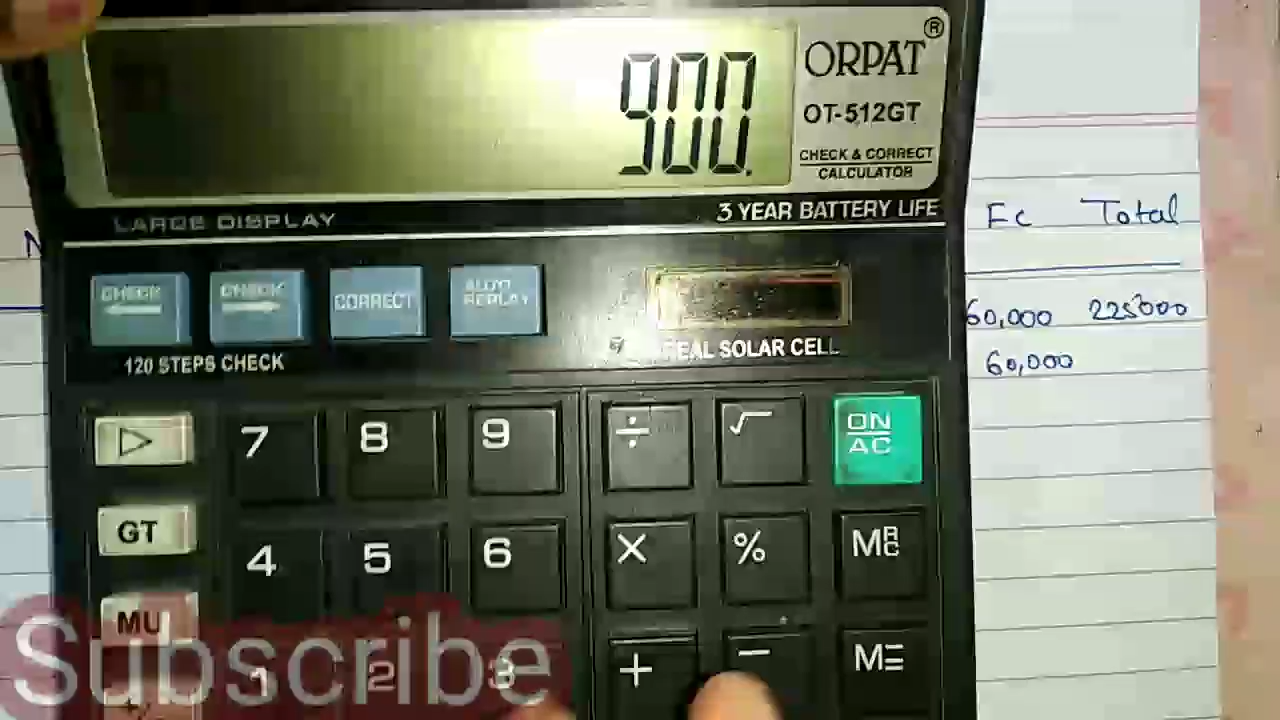 900.
ORPAT®
OT-512GT
CHECK & CORRECT
CALCULATOR
LARGE DISPLAY
3 YEAR BATTERY LIFE
N
Fc Total
60,000 225000
60,000
CHECK CHECK CORRECT AUTO REPLAY
120 STEPS CHECK
SOLAR CELL
▷ 7 8 9 ÷ √ ON AC
GT 4 5 6 × % MRC
MU 1 2 3 + − M=
+/-
Subscribe